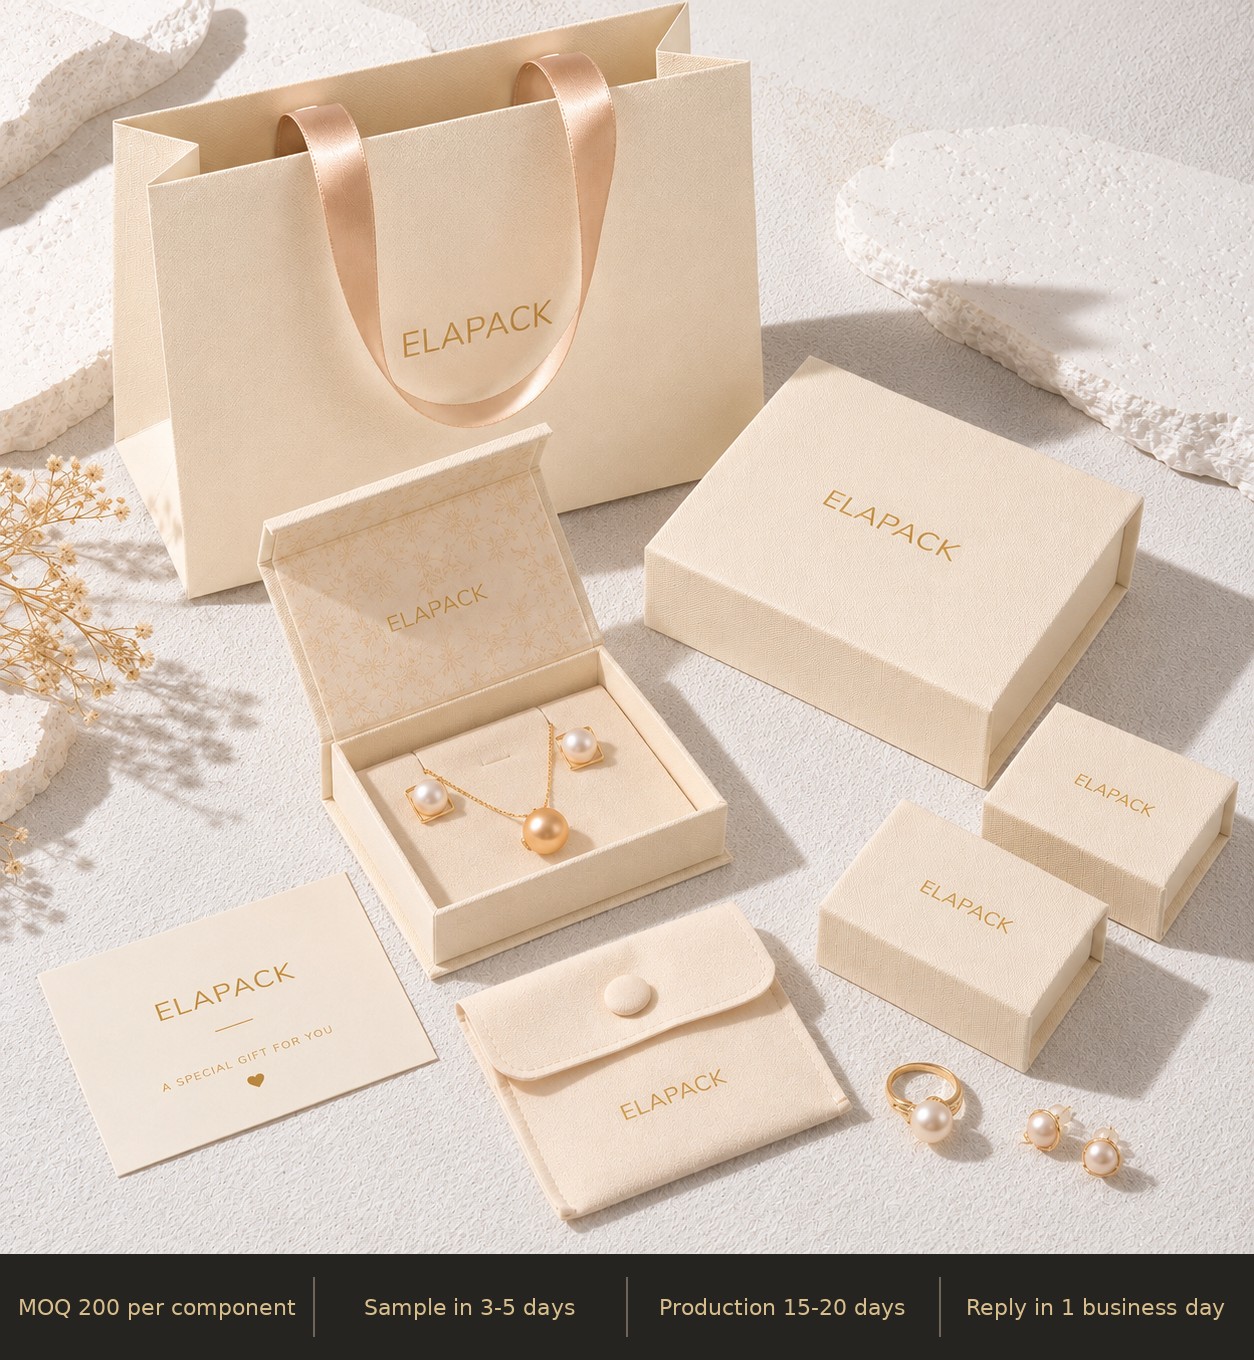 ELAPACK
ELAPACK
ELAPACK
ELAPACK
ELAPACK
ELAPACK
A SPECIAL GIFT FOR YOU
ELAPACK
MOQ 200 per component
Sample in 3-5 days
Production 15-20 days
Reply in 1 business day